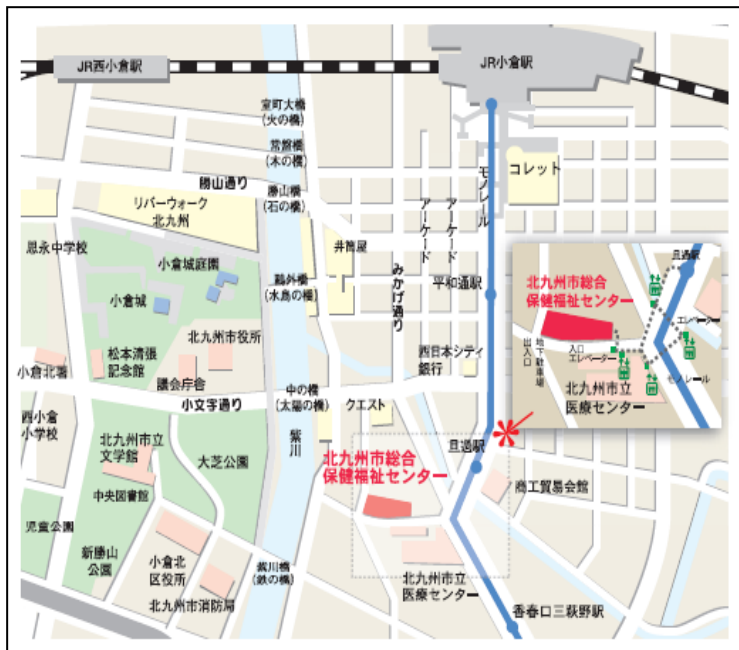 JR西小倉駅
JR小倉駅
室町大橋
(火の橋)
常盤橋
(木の橋)
勝山通り
勝山橋
(石の橋)
モノレール
コレット
アーケード
アーケード
リバーウォーク
北九州
思永中学校
小倉城庭園
井筒屋
みかげ通り
鷗外橋
(水鳥の橋)
平和通駅
小倉城
北九州市役所
松本清張
記念館
小倉北署
議会庁舎
西日本シティ
銀行
小文字通り
中の橋
(太陽の橋)
クエスト
西小倉
小学校
紫川
旦過駅
北九州市立
文学館
大芝公園
北九州市総合
保健福祉センター
商工貿易会館
中央図書館
児童公園
新勝山
公園
小倉北
区役所
紫川橋
(鉄の橋)
北九州市消防局
北九州市立
医療センター
香春口三萩野駅
旦過駅
北九州市総合
保健福祉センター
エレベーター
入口
エレベーター
地下駐車場
出入口
モノレール
北九州市立
医療センター